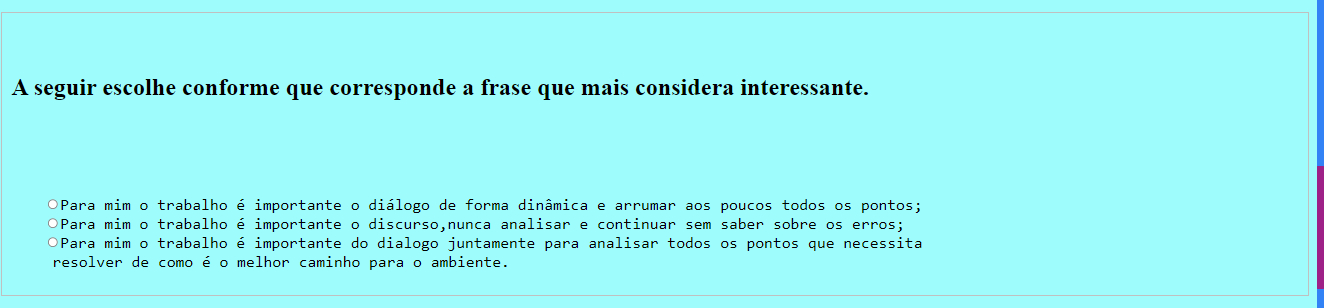 A seguir escolhe conforme que corresponde a frase que mais considera interessante.
Para mim o trabalho é importante o diálogo de forma dinâmica e arrumar aos poucos todos os pontos;
Para mim o trabalho é importante o discurso,nunca analisar e continuar sem saber sobre os erros;
Para mim o trabalho é importante do dialogo juntamente para analisar todos os pontos que necessita
resolver de como é o melhor caminho para o ambiente.